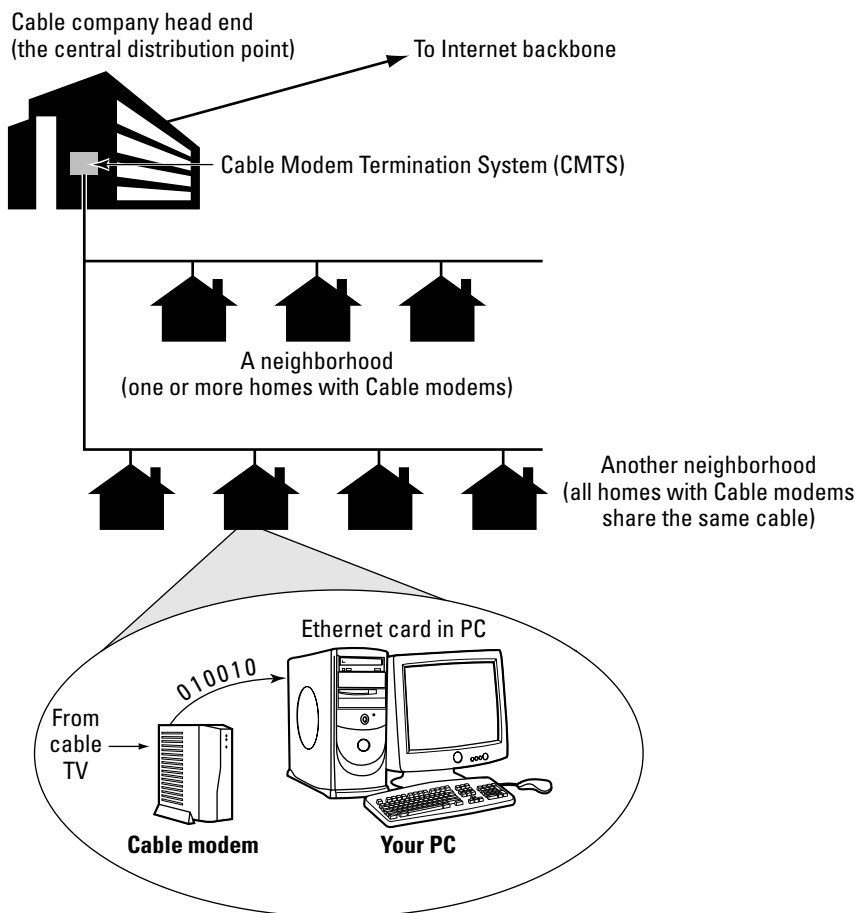 Cable company head end
(the central distribution point)
To Internet backbone
Cable Modem Termination System (CMTS)
A neighborhood
(one or more homes with Cable modems)
Another neighborhood
(all homes with Cable modems
share the same cable)
Ethernet card in PC
010010
From
cable
TV
Cable modem
Your PC